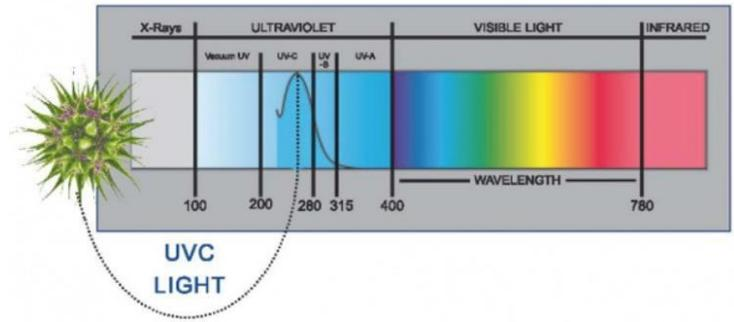 X-Rays ULTRAVIOLET VISIBLE LIGHT INFRARED
Vacuum UV UV-C UV UV-A
-B
WAVELENGTH
100 200 280 315 400 780
UVC
LIGHT